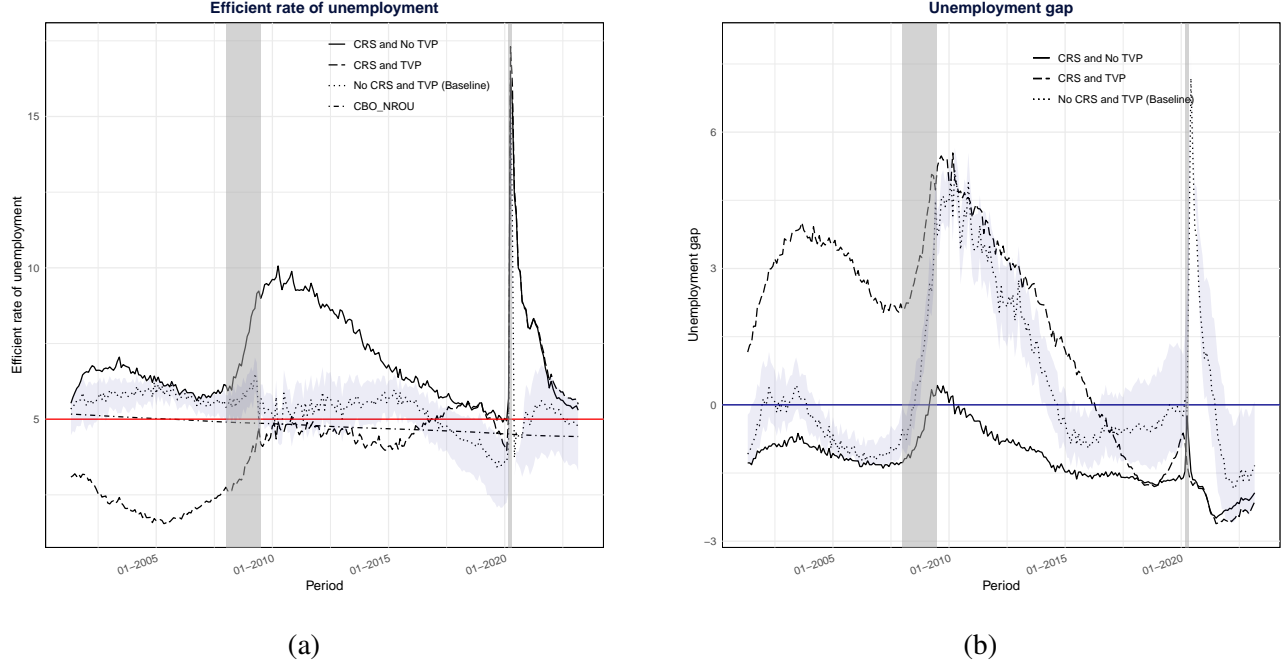 Efficient rate of unemployment
CRS and No TVP
CRS and TVP
No CRS and TVP (Baseline)
CBO_NROU
15
10
5
Efficient rate of unemployment
01−2005
01−2010
01−2015
01−2020
Period
(a)
Unemployment gap
CRS and No TVP
CRS and TVP
No CRS and TVP (Baseline)
6
3
0
−3
Unemployment gap
01−2005
01−2010
01−2015
01−2020
Period
(b)